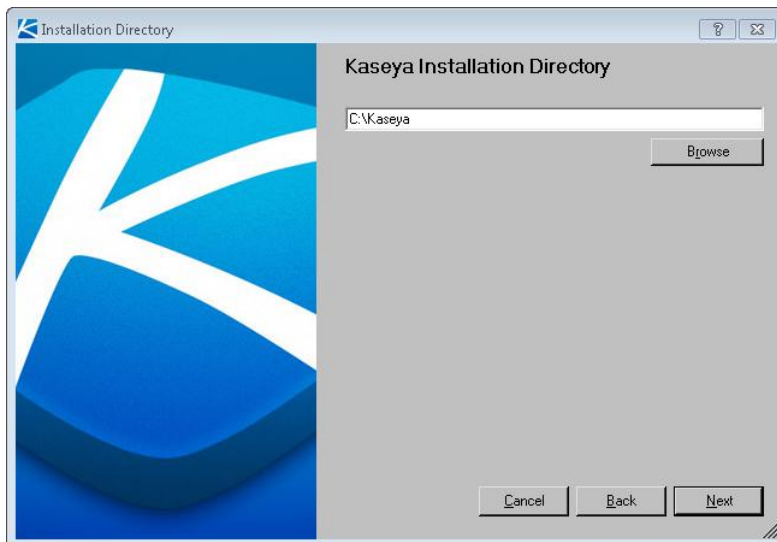 Installation Directory
Kaseya Installation Directory
C:\Kaseya
Browse
Cancel Back Next